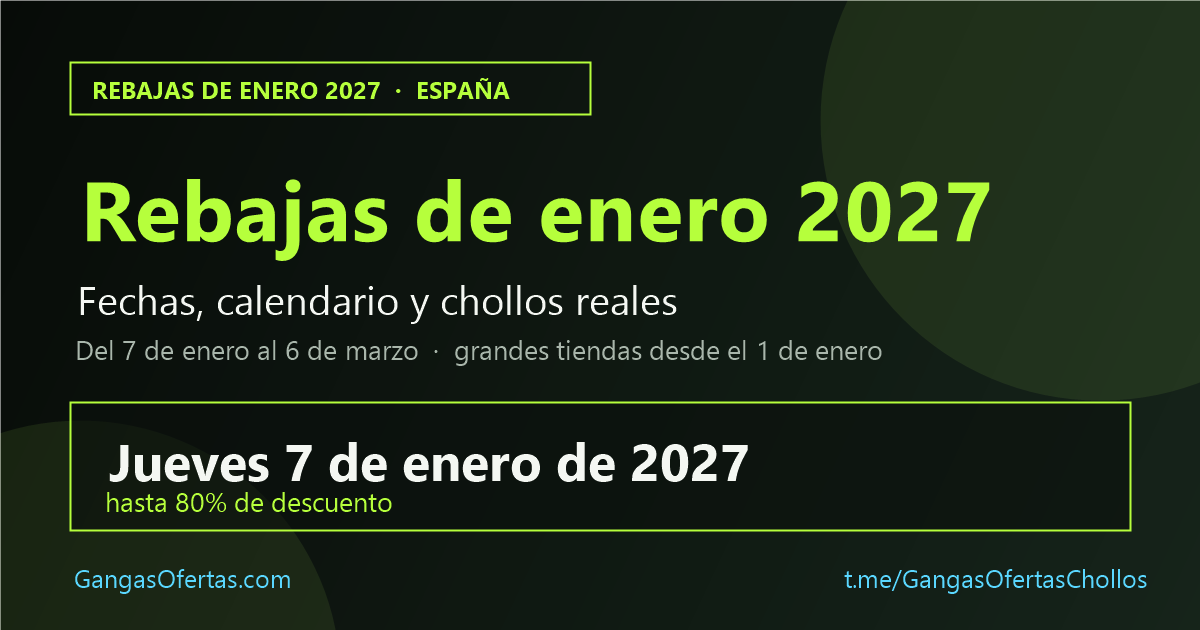 REBAJAS DE ENERO 2027 · ESPAÑA
Rebajas de enero 2027
Fechas, calendario y chollos reales
Del 7 de enero al 6 de marzo · grandes tiendas desde el 1 de enero
Jueves 7 de enero de 2027
hasta 80% de descuento
GangasOfertas.com
t.me/GangasOfertasChollos